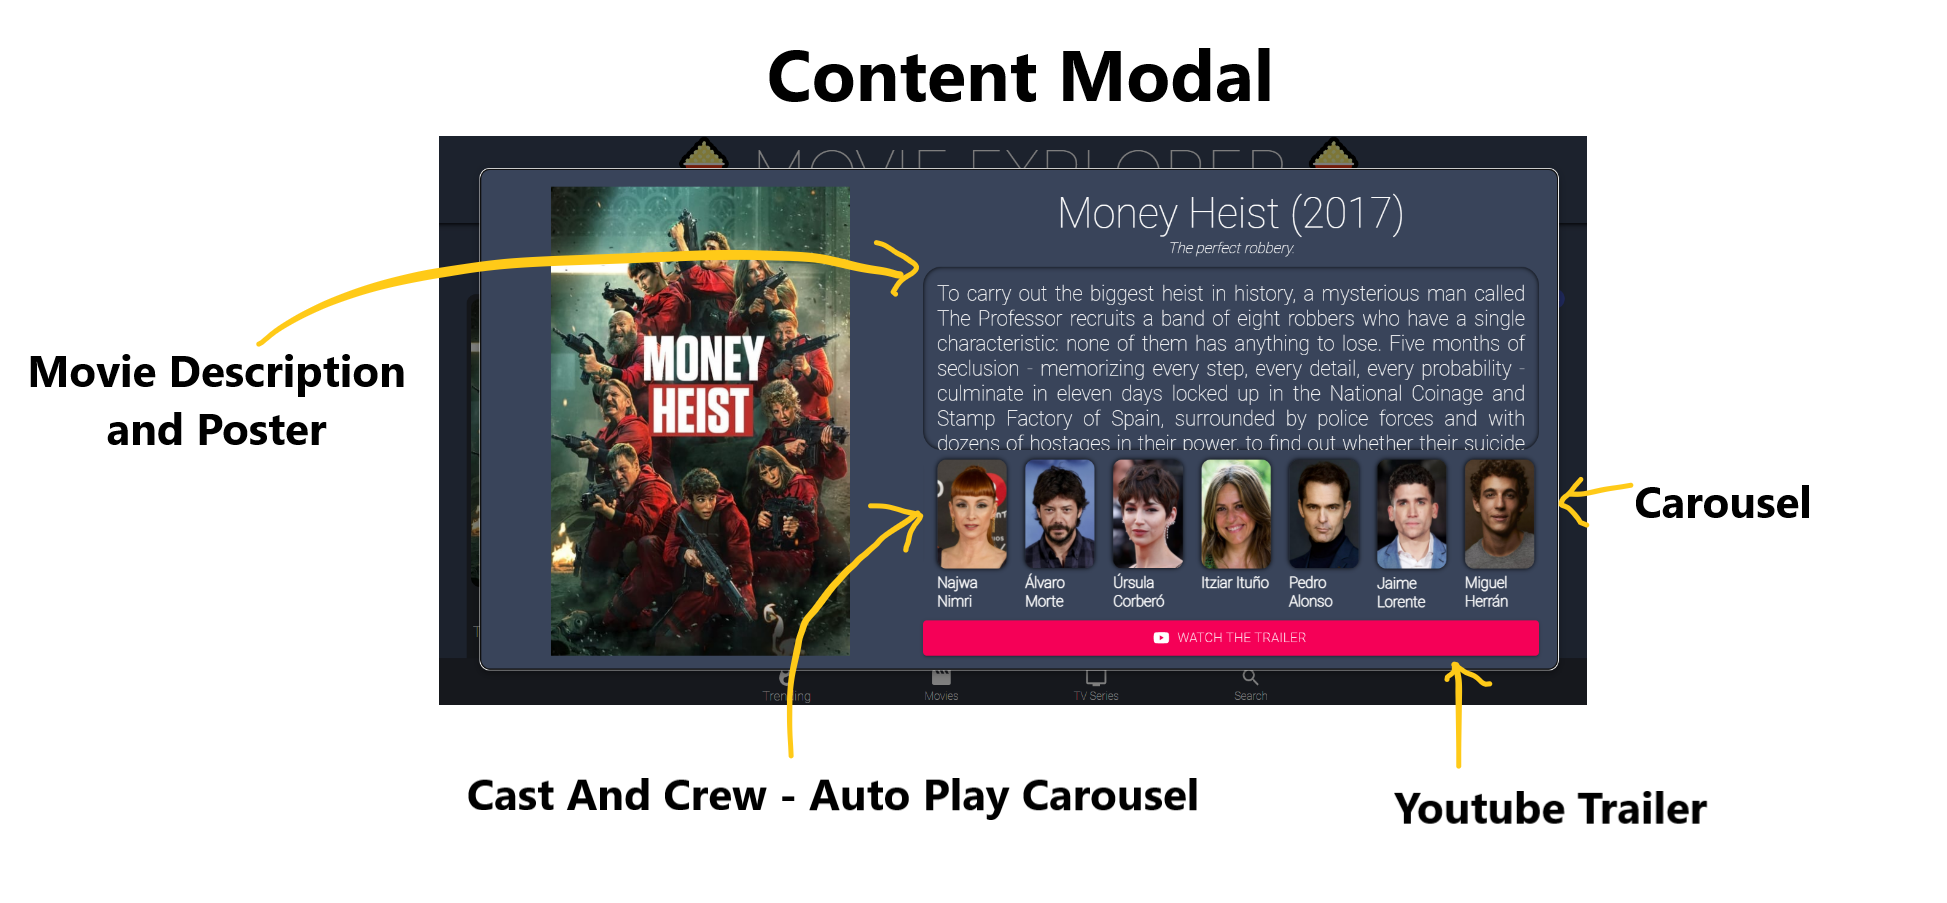 Content Modal
MOVIE EXPLORER
Money Heist (2017)
The perfect robbery.
To carry out the biggest heist in history, a mysterious man called
The Professor recruits a band of eight robbers who have a single
characteristic: none of them has anything to lose. Five months of
seclusion - memorizing every step, every detail, every probability -
culminate in eleven days locked up in the National Coinage and
Stamp Factory of Spain, surrounded by police forces and with
dozens of hostages in their power, to find out whether their suicide
MONEY
HEIST
Movie Description
and Poster
Carousel
Najwa
Nimri
Álvaro
Morte
Úrsula
Corberó
Itziar Ituño
Pedro
Alonso
Jaime
Lorente
Miguel
Herrán
WATCH THE TRAILER
Trending
Movies
TV Series
Search
Cast And Crew - Auto Play Carousel
Youtube Trailer